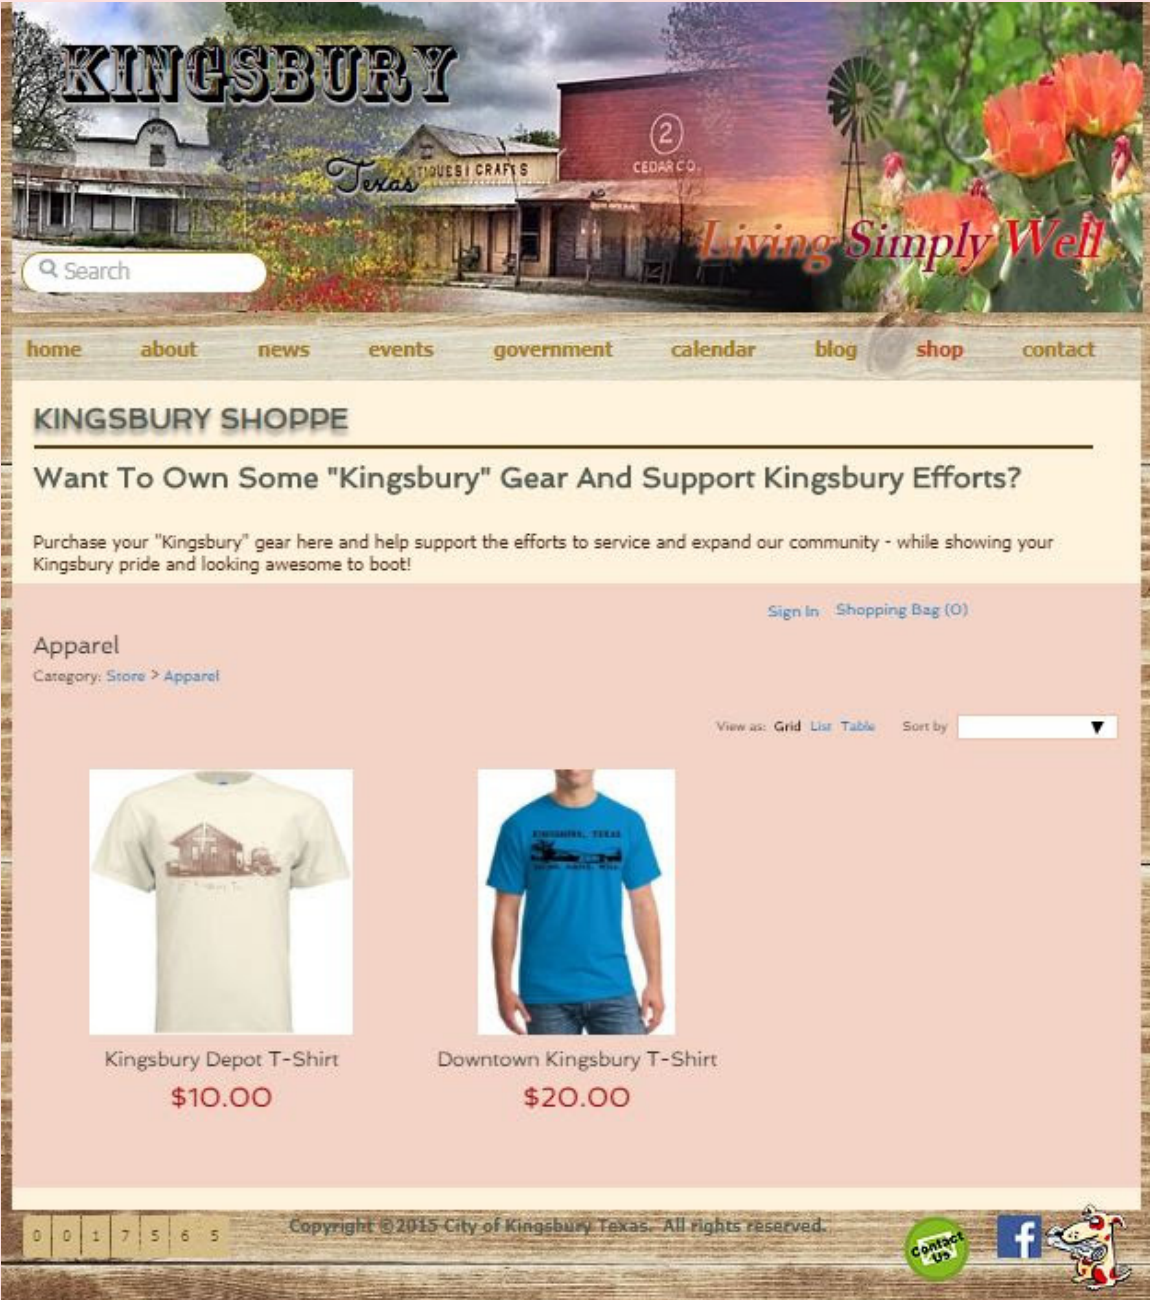 KINGSBURY
Texas
CRAFTS
2
CEDAR CO.
Living Simply Well
Search
home about news events government calendar blog shop contact
KINGSBURY SHOPPE
Want To Own Some "Kingsbury" Gear And Support Kingsbury Efforts?
Purchase your "Kingsbury" gear here and help support the efforts to service and expand our community - while showing your
Kingsbury pride and looking awesome to boot!
Sign In Shopping Bag (0)
Apparel
Category: Store > Apparel
View as: Grid List Table Sort by
KINGSBURY, TEXAS
Kingsbury Depot T-Shirt Downtown Kingsbury T-Shirt
$10.00 $20.00
0 0 1 7 5 6 5
Copyright ©2015 City of Kingsbury Texas. All rights reserved.
Contact
Us
f